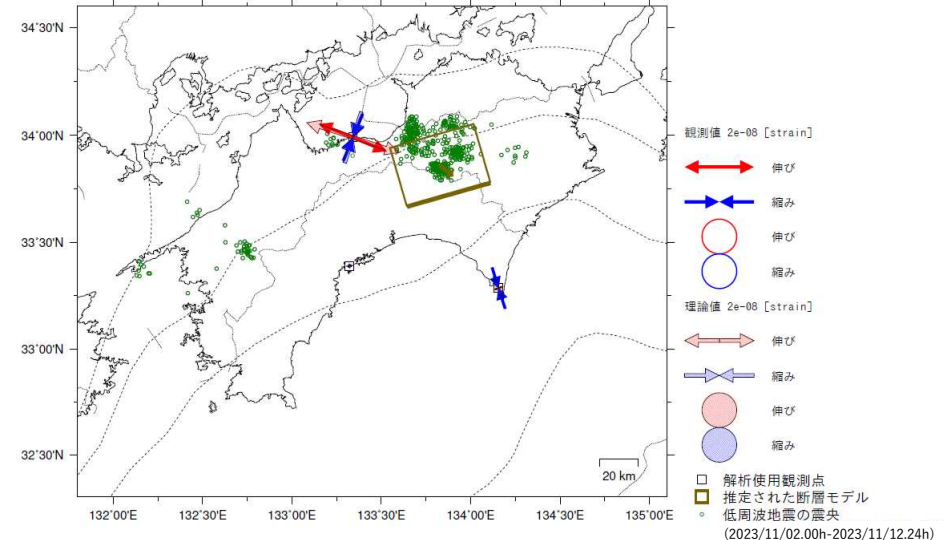 34°30'N
34°00'N
33°30'N
33°00'N
32°30'N
132°00'E
132°30'E
133°00'E
133°30'E
134°00'E
134°30'E
135°00'E
20 km
観測値 2e-08 [strain]
伸び
縮み
伸び
縮み
理論値 2e-08 [strain]
伸び
縮み
伸び
縮み
解析使用観測点
推定された断層モデル
低周波地震の震央
(2023/11/02.00h-2023/11/12.24h)